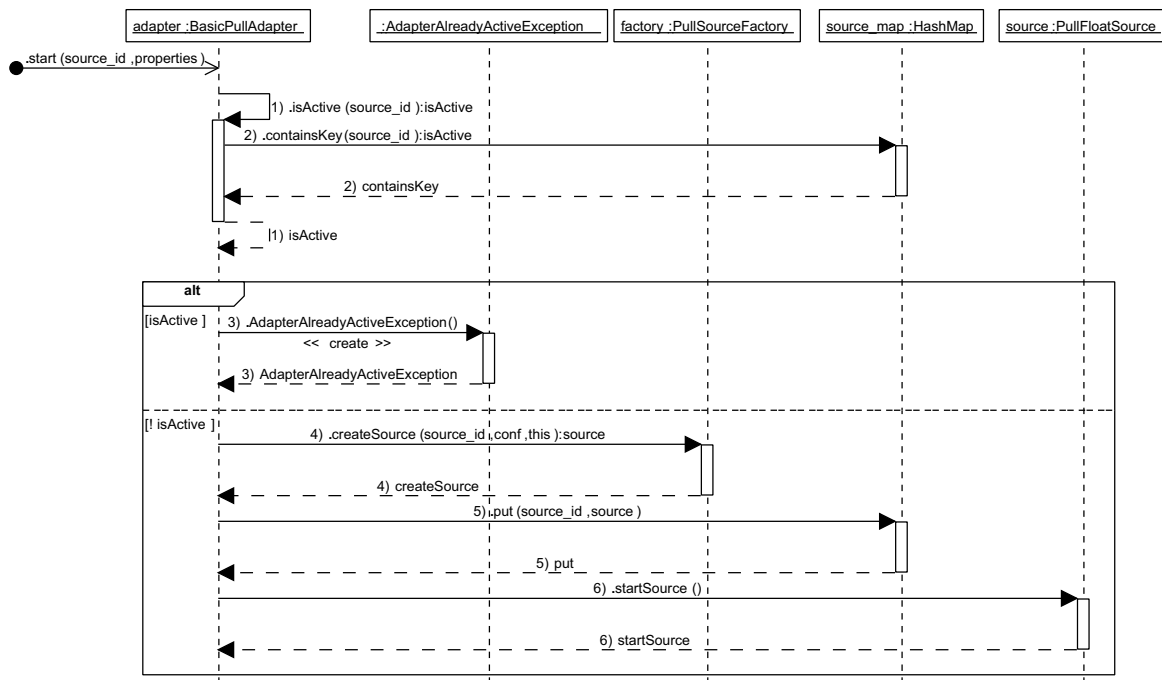 adapter :BasicPullAdapter
:AdapterAlreadyActiveException
factory :PullSourceFactory
source_map :HashMap
source :PullFloatSource
.start (source_id ,properties )
1) .isActive (source_id ):isActive
2) .containsKey(source_id ):isActive
2) containsKey
1) isActive
alt
[isActive ]
3) .AdapterAlreadyActiveException()
<< create >>
3) AdapterAlreadyActiveException
[! isActive ]
4) .createSource (source_id ,conf ,this ):source
4) createSource
5) .put (source_id ,source )
5) put
6) .startSource ()
6) startSource